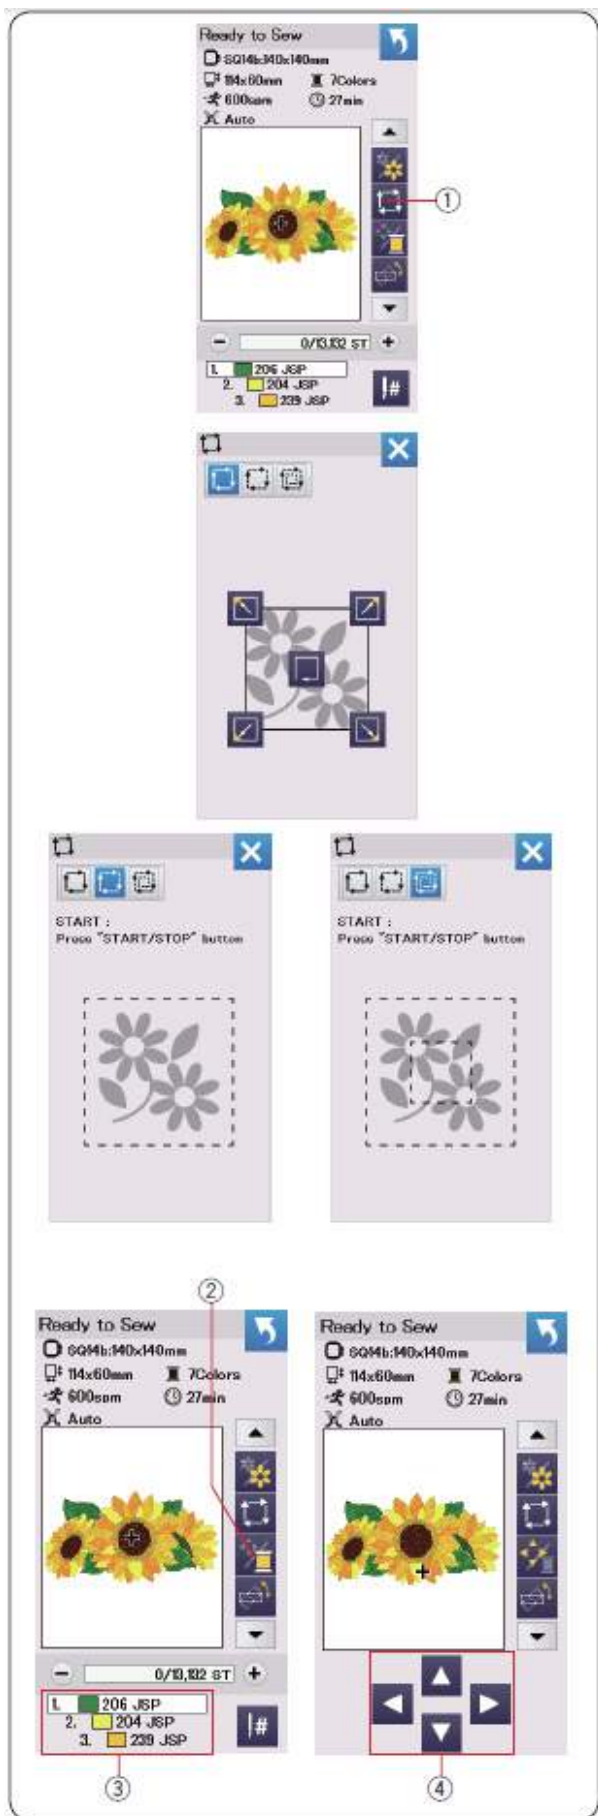 Ready to Sew
SQ14b:140x140mm
114x60mm 7Colors
600spm 27min
Auto
①
0/13,192 ST
1. 206 JSP
2. 204 JSP
3. 239 JSP
#
START :
Press "START/STOP" button
START :
Press "START/STOP" button
②
Ready to Sew
SQ14b:140x140mm
114x60mm 7Colors
600spm 27min
Auto
0/13,192 ST
1. 206 JSP
2. 204 JSP
3. 239 JSP
#
③
Ready to Sew
SQ14b:140x140mm
114x60mm 7Colors
600spm 27min
Auto
④